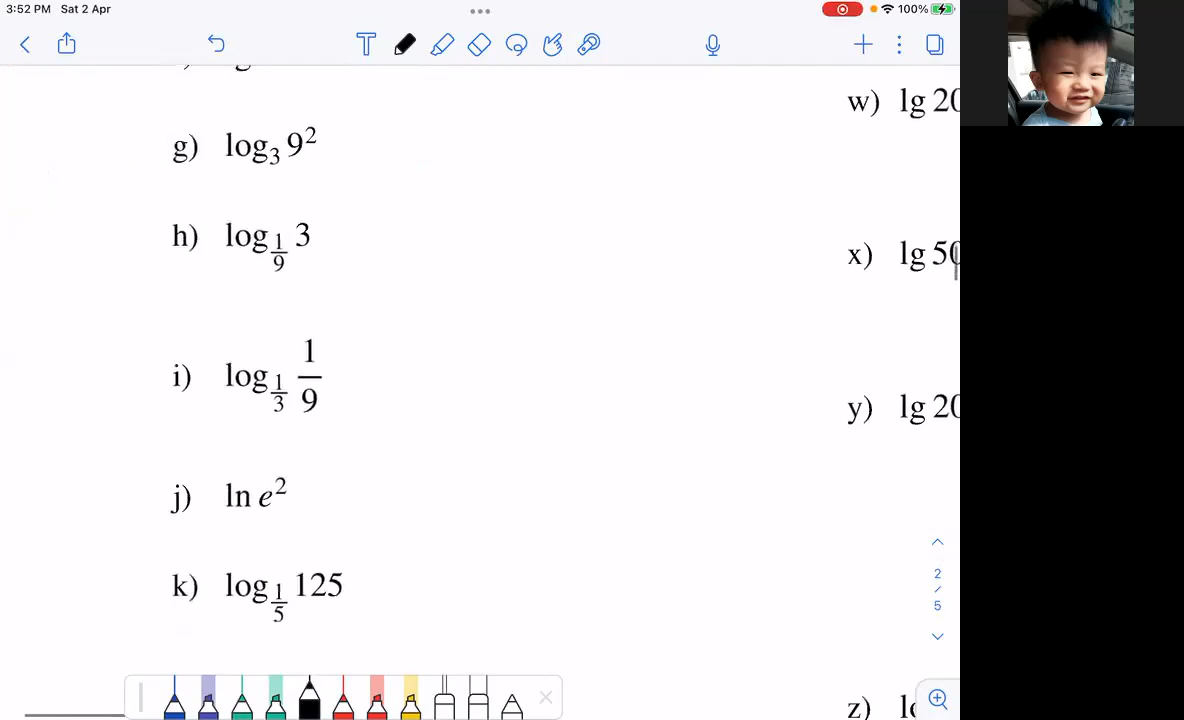 3:52 PM Sat 2 Apr
100%
g) log₃ 9²
h) log_{1/9} 3
i) log_{1/3} 1/9
j) ln e²
k) log_{1/5} 125
w) lg 20
x) lg 50
y) lg 20
z)
2
/
5